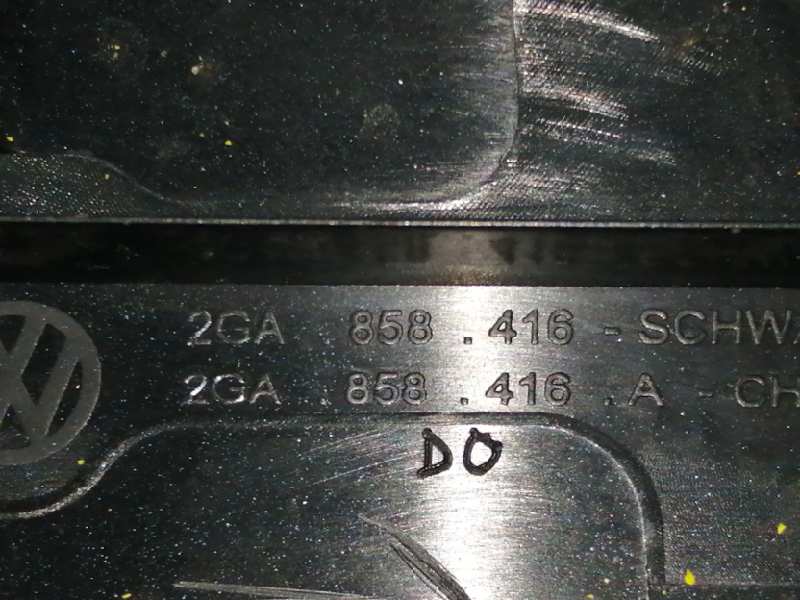 2GA 858 . 416 - SCHWA
2GA . 858 . 416 . A - CH
DO